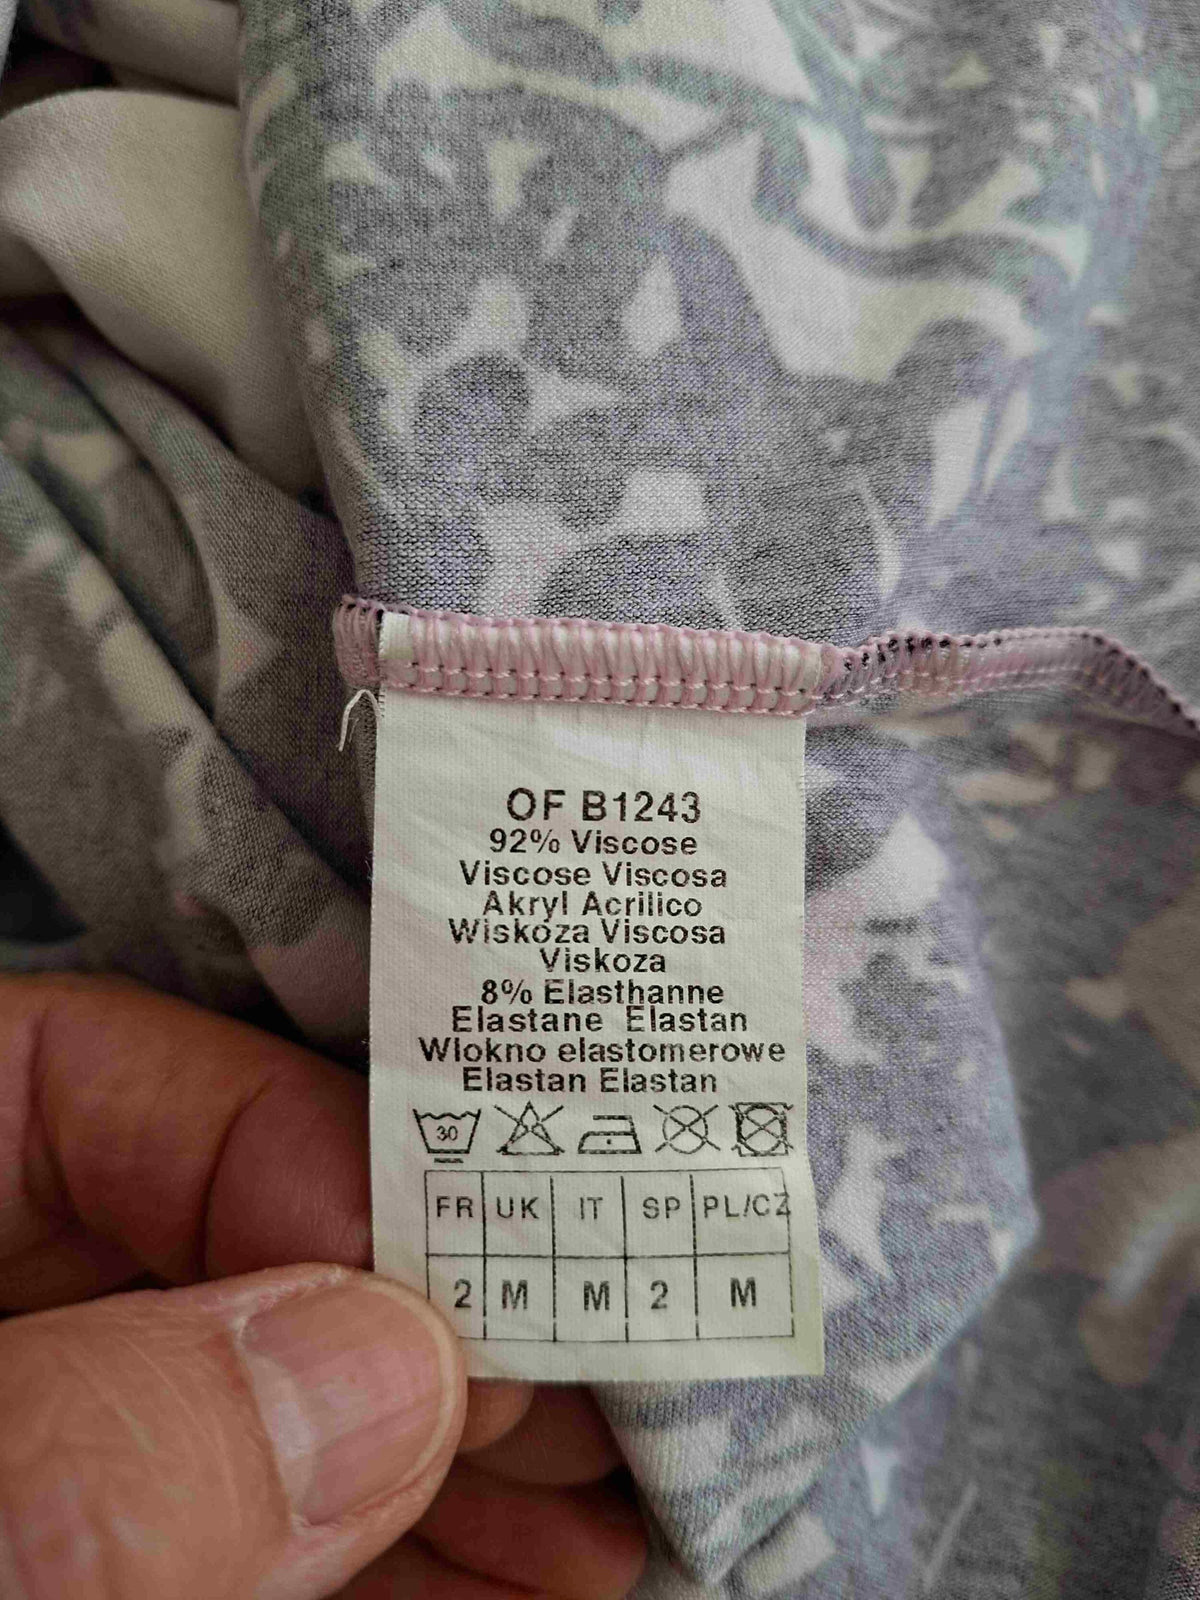 OF B1243
92% Viscose
Viscose Viscosa
Akryl Acrilico
Wiskóza Viscosa
Viskoza
8% Elasthanne
Elastane Elastan
Wlokno elastomerowe
Elastan Elastan
30
FR UK IT SP PL/CZ
2 M M 2 M